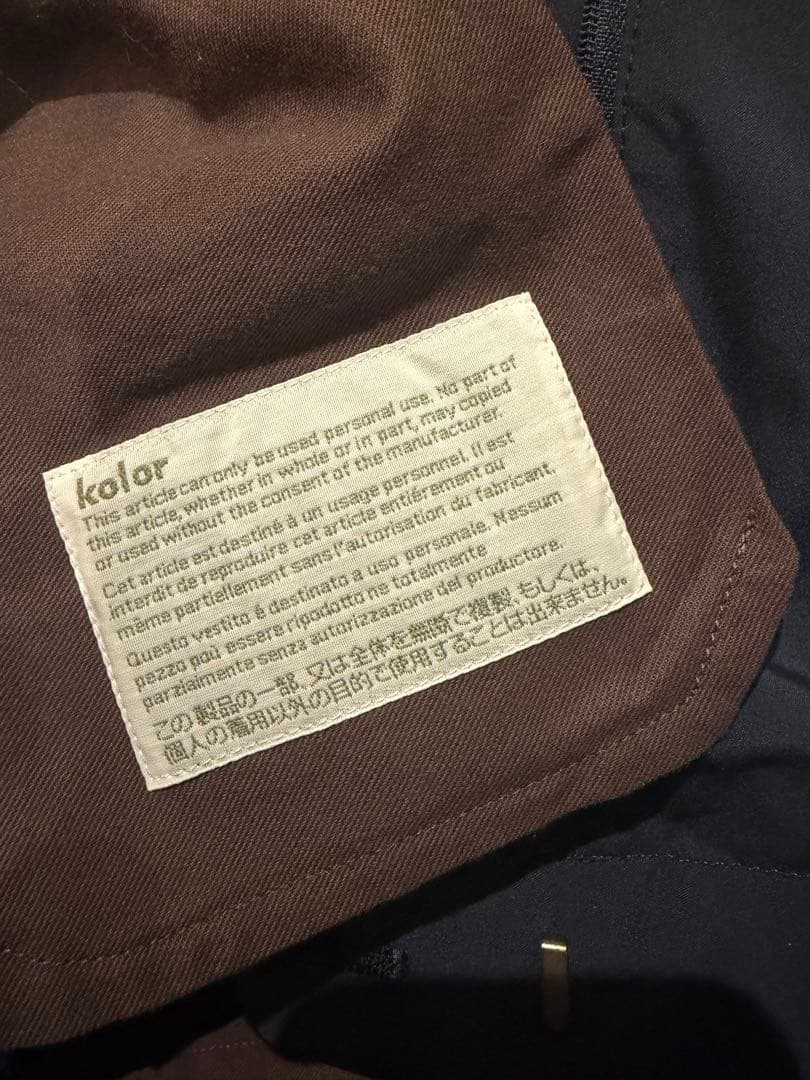 kolor
This article can only be used personal use. No part of
this article, whether in whole or in part, may copied
or used without the consent of the manufacturer.
Cet article est destiné à un usage personnel. Il est
interdit de reproduire cet article entiérement ou
même partiellement sans l'autorisation du fabricant.
Questo vestito é destinato a uso personale. Nessum
pezzo poü essere ripodotto ne totalmente
parzialmente senza autorizzazione del produttore.
この製品の一部、又は全体を無断で複製、もしくは、
個人の着用以外の目的で使用することは出来ません。